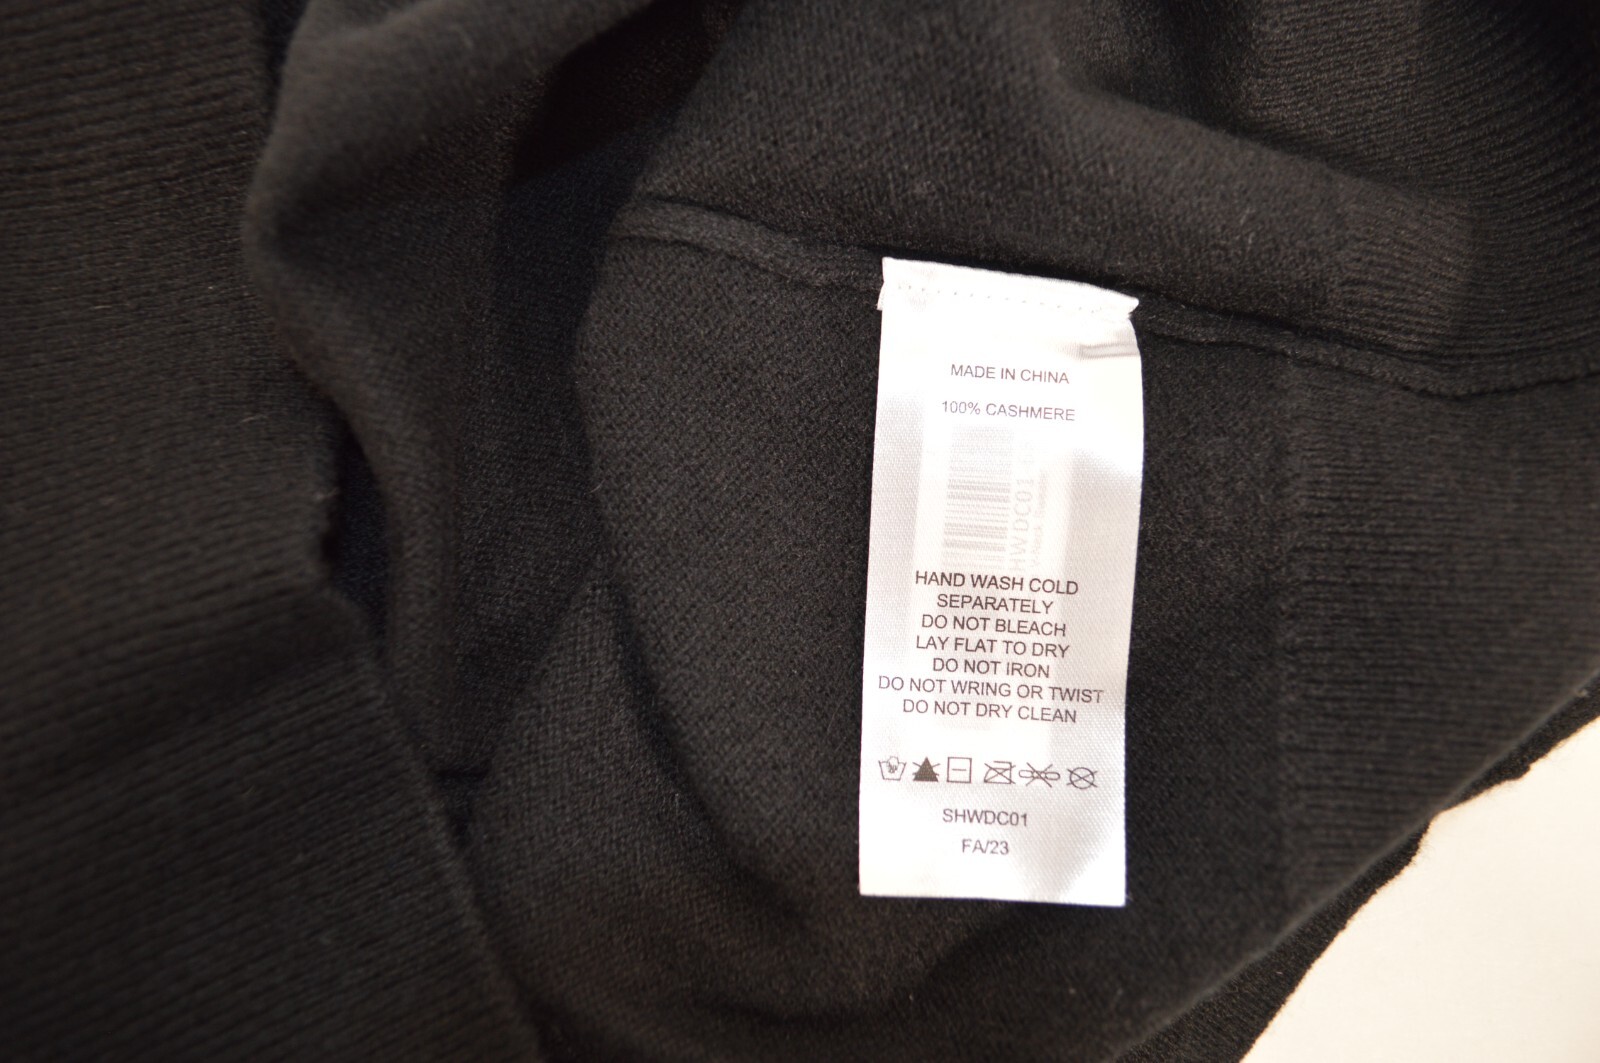 MADE IN CHINA
100% CASHMERE
HWDC01
HAND WASH COLD
SEPARATELY
DO NOT BLEACH
LAY FLAT TO DRY
DO NOT IRON
DO NOT WRING OR TWIST
DO NOT DRY CLEAN
SHWDC01
FA/23